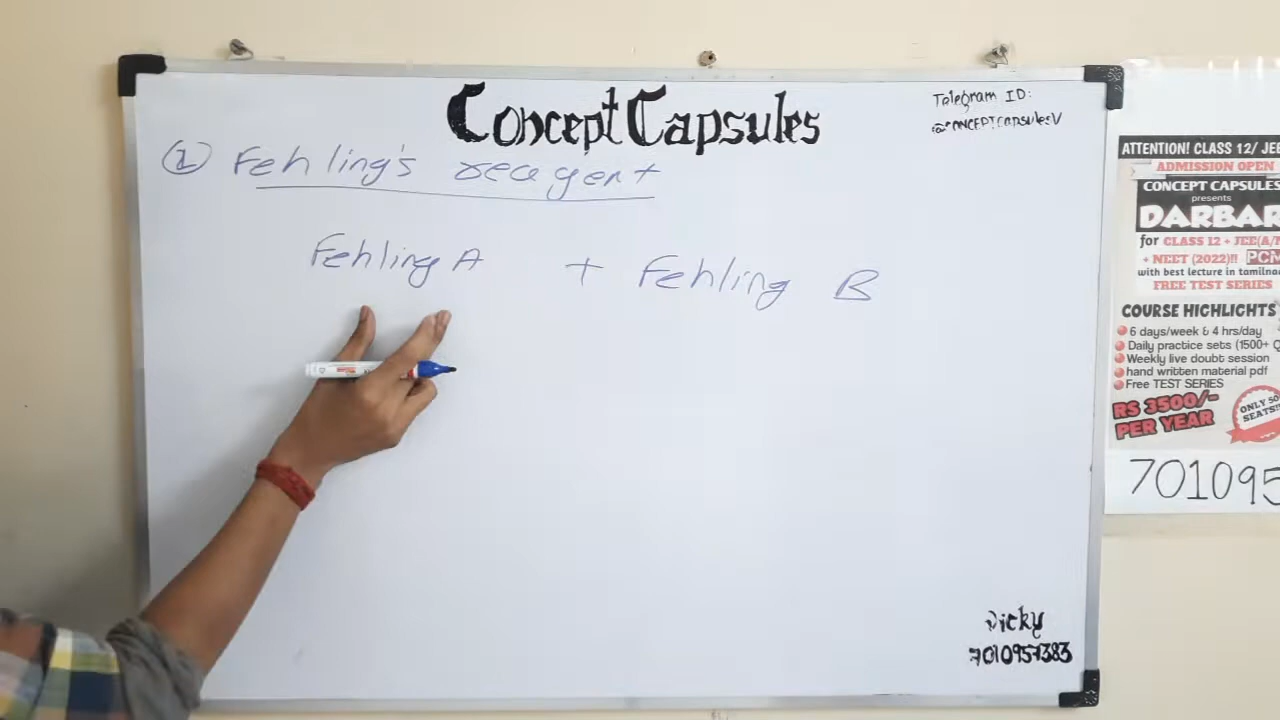 Concept Capsules
Telegram ID:
@CONCEPTCapsulesV
① Fehling's reagent
Fehling A + Fehling B
Vicky
7010957383
ATTENTION! CLASS 12/ JEE
ADMISSION OPEN
CONCEPT CAPSULES
presents
DARBAR
for CLASS 12 + JEE(A/M
+ NEET (2022)!! PCM
with best lecture in tamilna
FREE TEST SERIES
COURSE HIGHLIGHTS
6 days/week & 4 hrs/day
Daily practice sets (1500+ Q
Weekly live doubt session
hand written material pdf
Free TEST SERIES
RS 3500/-
PER YEAR
ONLY 50
SEATS!!
701095